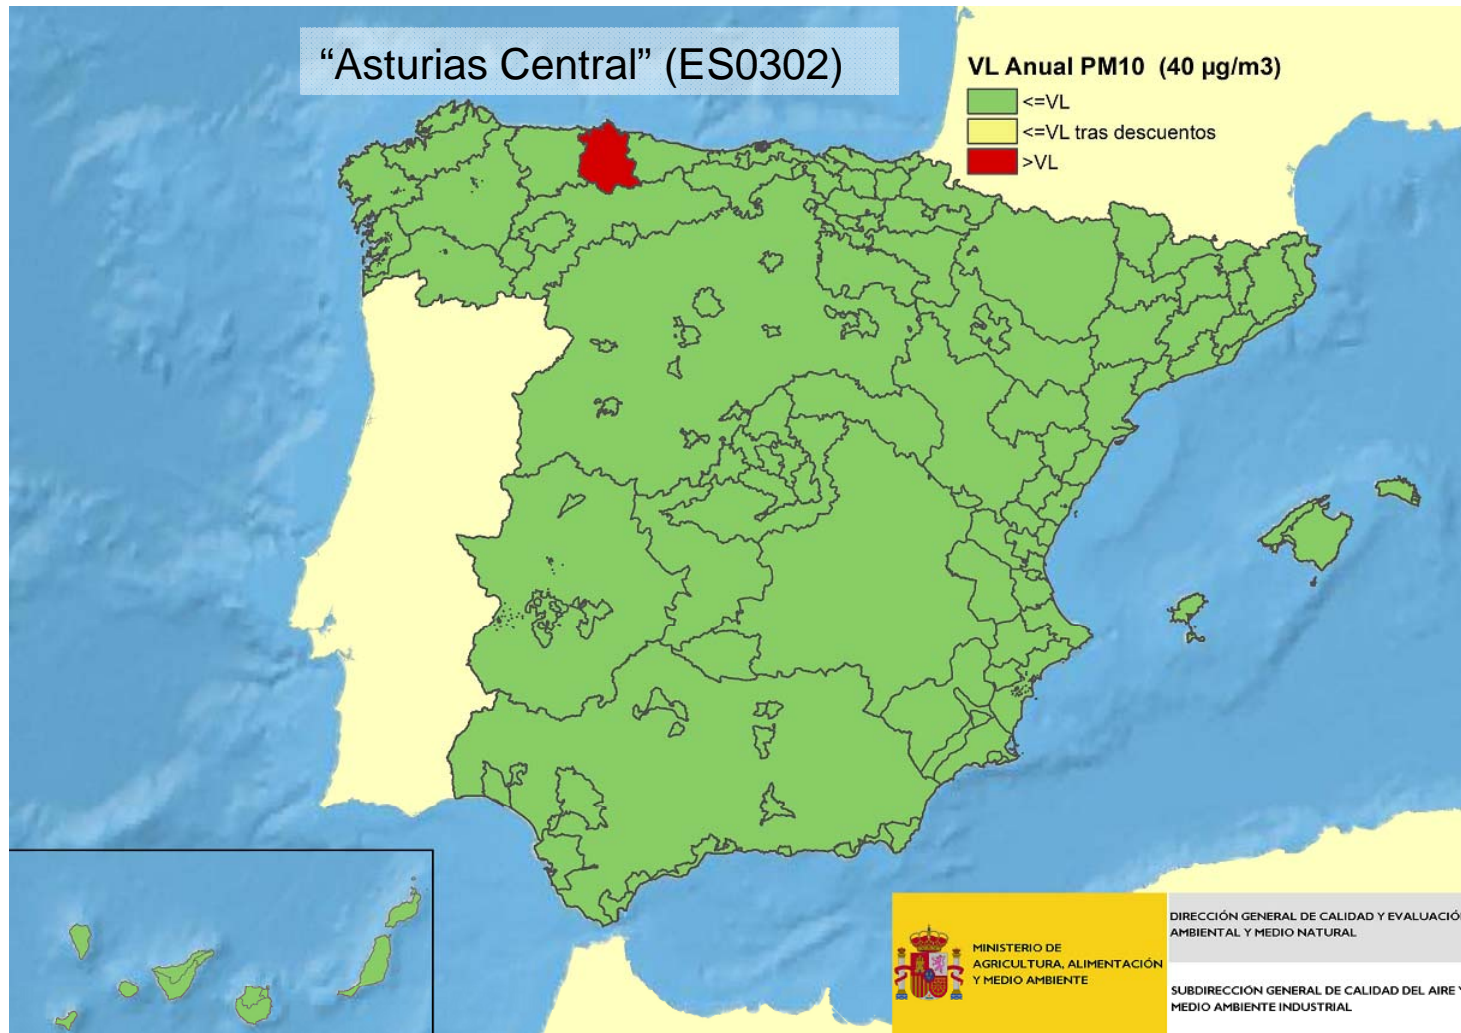 “Asturias Central” (ES0302)
VL Anual PM10 (40 µg/m3)
<=VL
<=VL tras descuentos
>VL
MINISTERIO DE
AGRICULTURA, ALIMENTACIÓN
Y MEDIO AMBIENTE
DIRECCIÓN GENERAL DE CALIDAD Y EVALUACIÓ
AMBIENTAL Y MEDIO NATURAL
SUBDIRECCIÓN GENERAL DE CALIDAD DEL AIRE Y
MEDIO AMBIENTE INDUSTRIAL